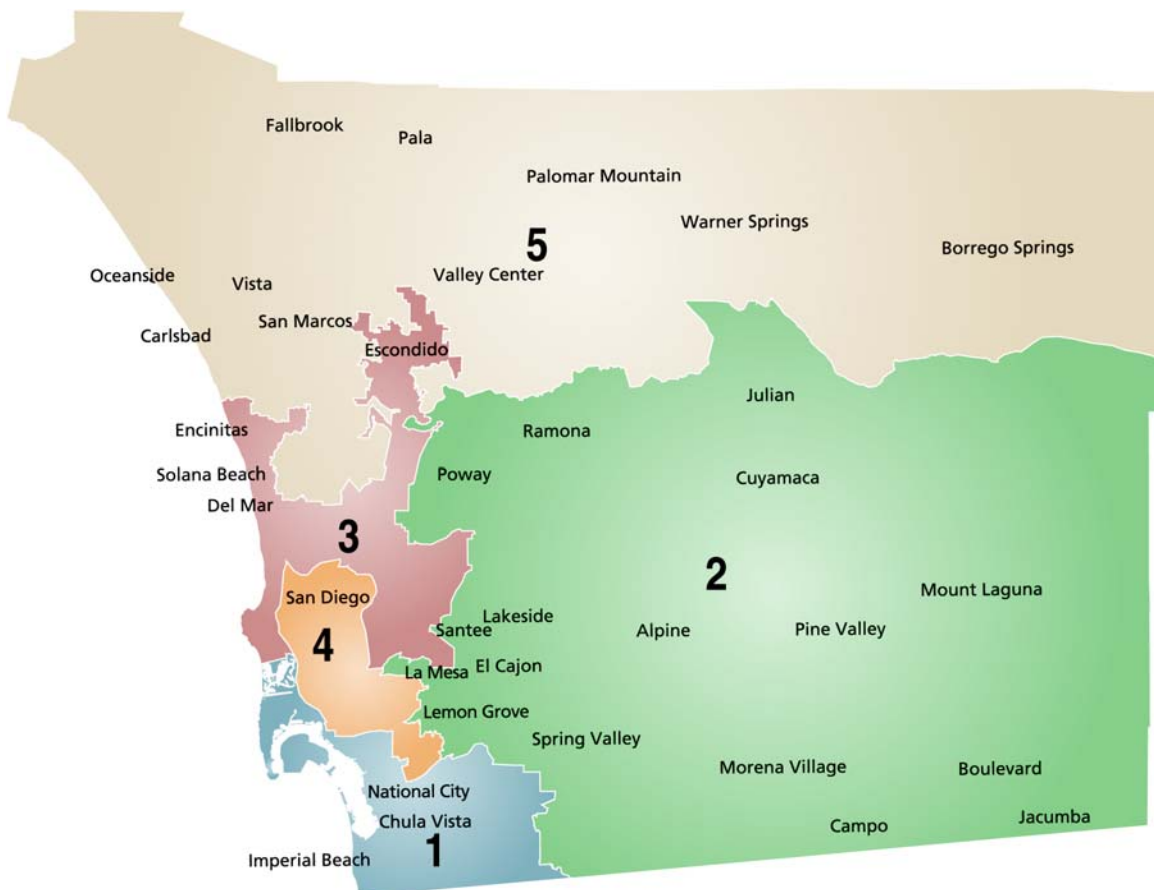 Fallbrook
Pala
Palomar Mountain
Warner Springs
5
Borrego Springs
Oceanside
Vista
Valley Center
San Marcos
Carlsbad
Escondido
Julian
Encinitas
Ramona
Solana Beach
Poway
Cuyamaca
Del Mar
3
2
San Diego
Mount Laguna
Lakeside
Santee
Alpine
Pine Valley
4
La Mesa
El Cajon
Lemon Grove
Spring Valley
Morena Village
Boulevard
National City
Chula Vista
Campo
Jacumba
1
Imperial Beach